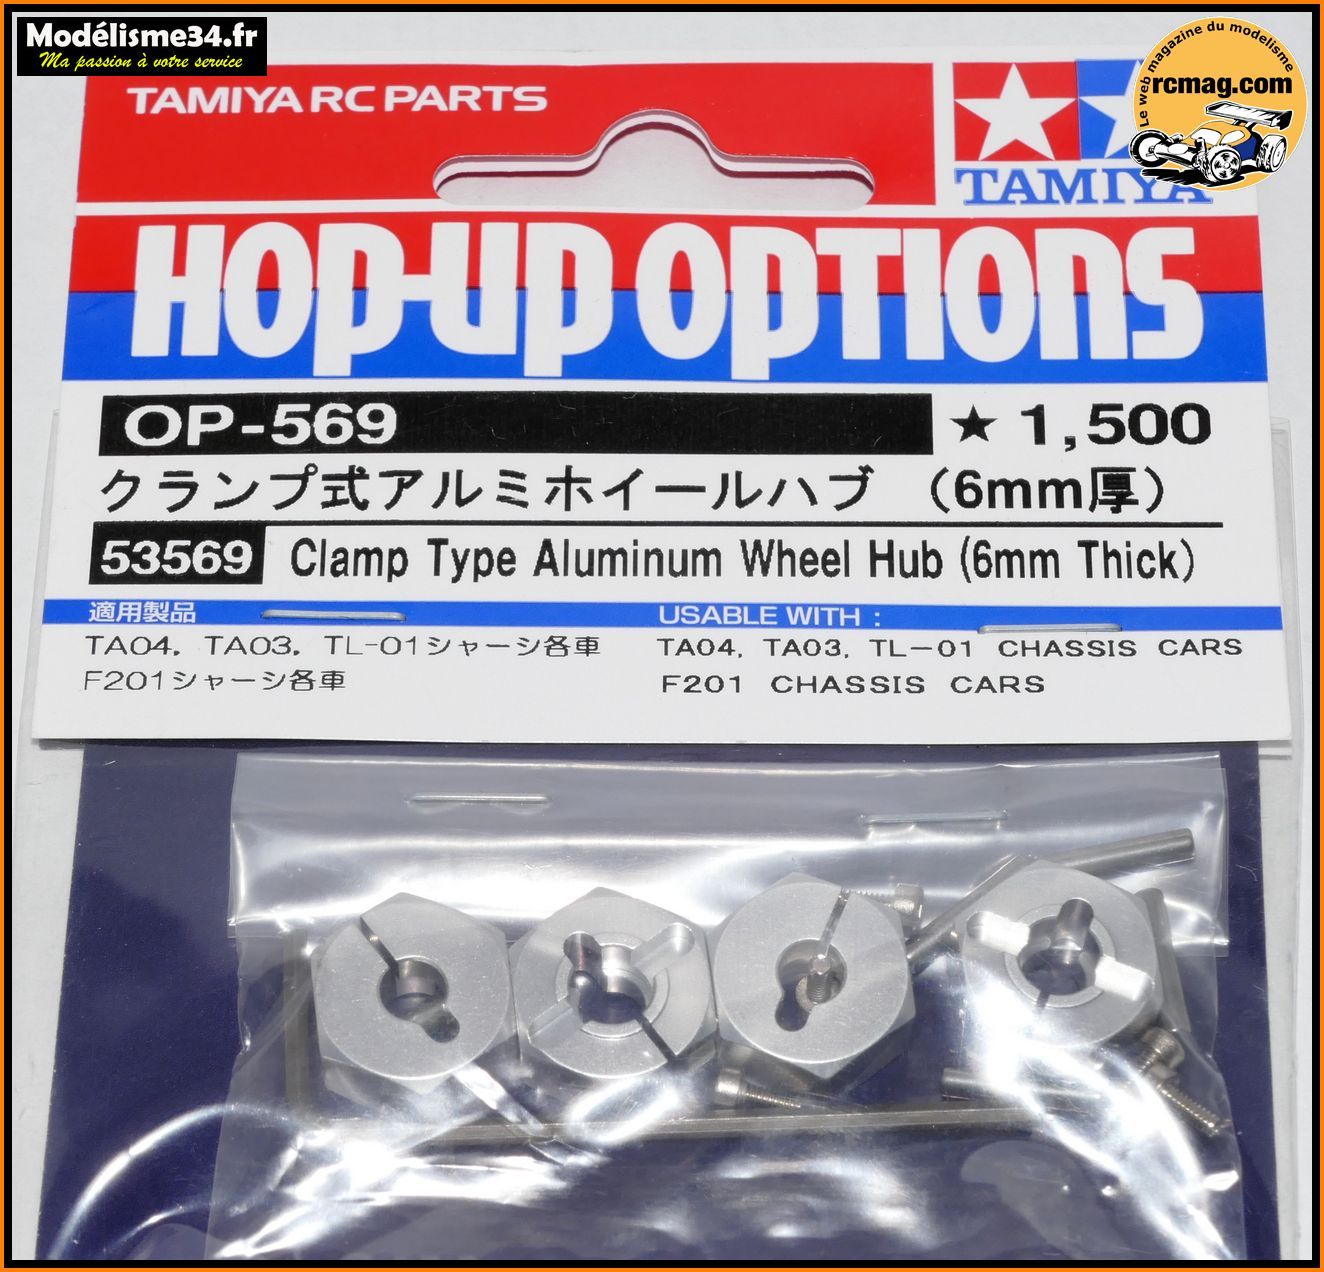 Modélisme34.fr
Ma passion à votre service
Le web magazine du modelisme
rcmag.com
TAMIYA RC PARTS
TAMIYA
HOP-UP OPTIONS
OP-569 ★ 1,500
クランプ式アルミホイールハブ （6mm厚）
53569 Clamp Type Aluminum Wheel Hub (6mm Thick)
適用製品
TA04, TA03, TL-01シャーシ各車
F201シャーシ各車
USABLE WITH :
TA04, TA03, TL-01 CHASSIS CARS
F201 CHASSIS CARS